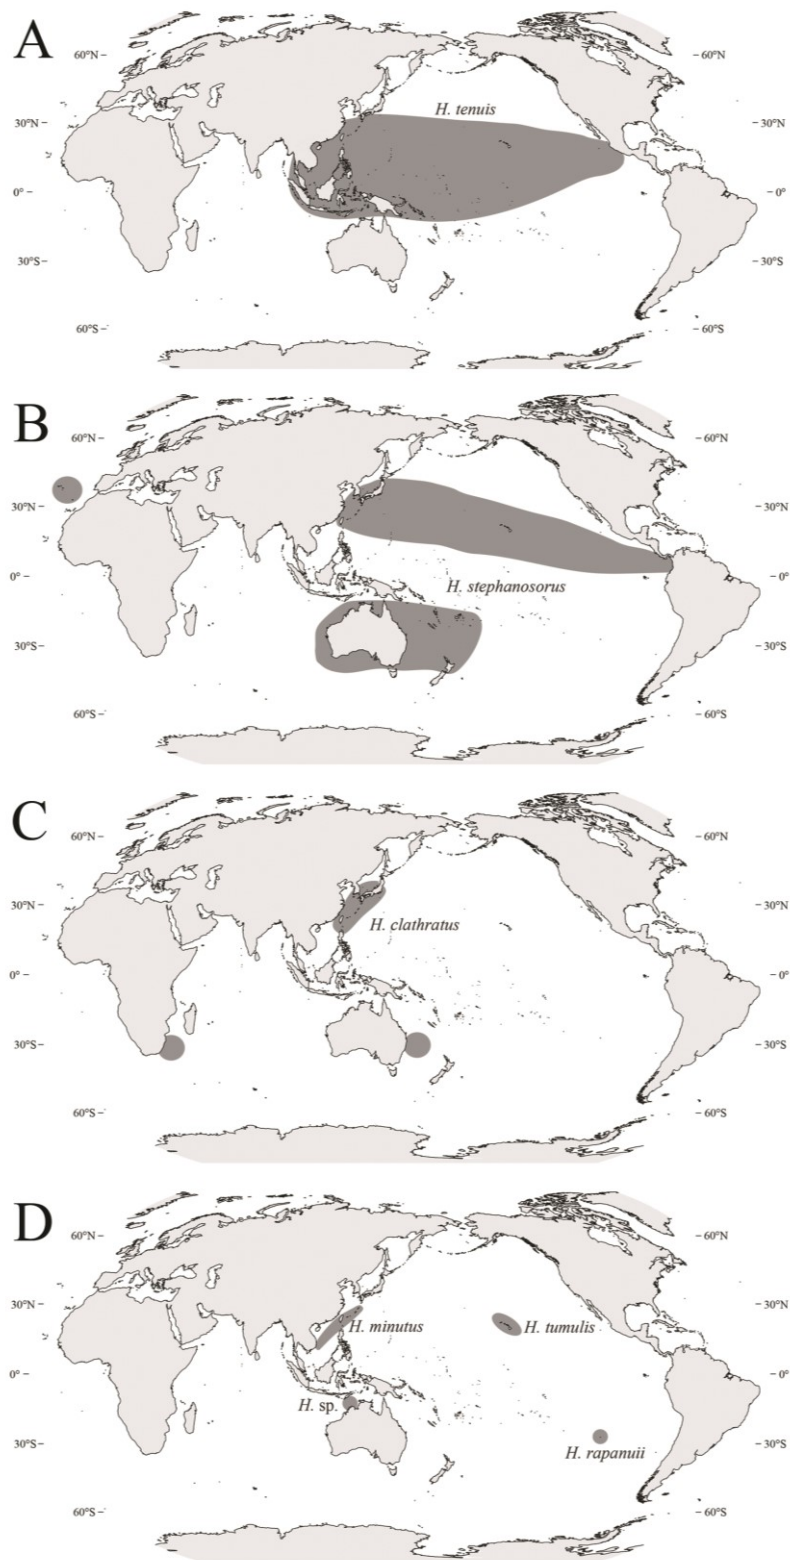 A
60°N
60°N
H. tenuis
30°N
30°N
0°
0°
30°S
30°S
60°S
60°S
B
60°N
60°N
30°N
30°N
0°
H. stephanosorus
0°
30°S
30°S
60°S
60°S
C
60°N
60°N
30°N
30°N
H. clathratus
0°
0°
30°S
30°S
60°S
60°S
D
60°N
60°N
30°N
30°N
H. minutus
H. tumulis
0°
0°
H. sp.
30°S
30°S
H. rapanuii
60°S
60°S